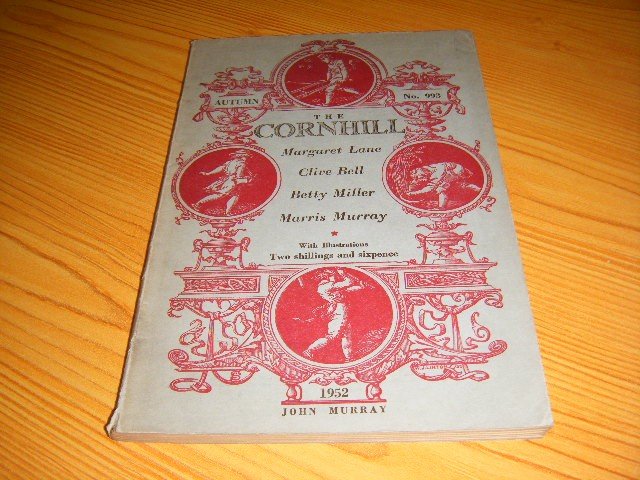 AUTUMN No. 993
THE
CORNHILL
Margaret Lane
Clive Bell
Betty Miller
Marris Murray
With Illustrations
Two shillings and sixpence
1952
JOHN MURRAY